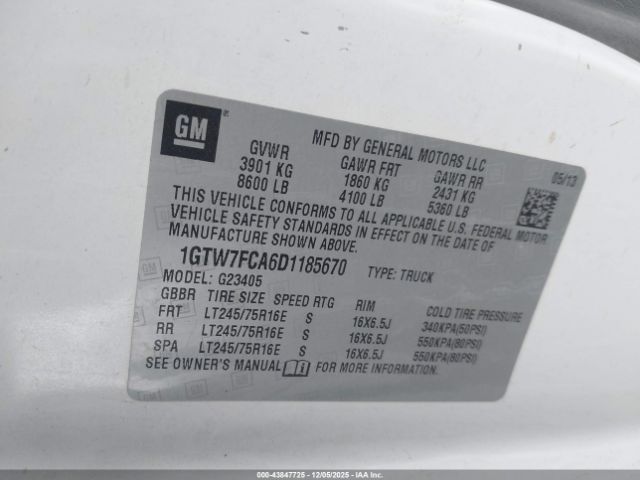 GM
MFD BY GENERAL MOTORS LLC
05/13
GVWR GAWR FRT GAWR RR
3901 KG 1860 KG 2431 KG
8600 LB 4100 LB 5360 LB
THIS VEHICLE CONFORMS TO ALL APPLICABLE U.S. FEDERAL MOTOR
VEHICLE SAFETY STANDARDS IN EFFECT ON THE DATE OF
MANUFACTURE SHOWN ABOVE.
1GTW7FCA6D1185670 TYPE: TRUCK
MODEL: G23405
GBBR TIRE SIZE SPEED RTG RIM COLD TIRE PRESSURE
FRT LT245/75R16E S 16X6.5J 340KPA(50PSI)
RR LT245/75R16E S 16X6.5J 550KPA(80PSI)
SPA LT245/75R16E S 16X6.5J 550KPA(80PSI)
SEE OWNER'S MANUAL FOR MORE INFORMATION.
000-43847725 - 12/05/2025 - IAAI.CA